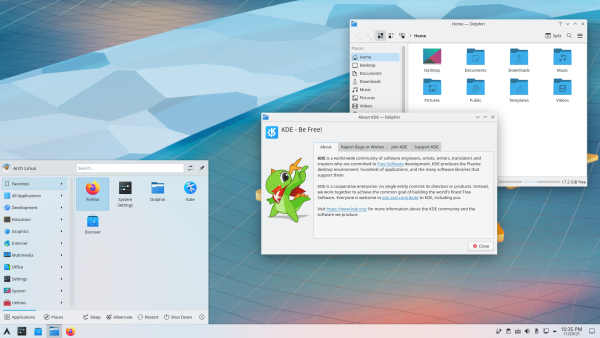 Home — Dolphin
Home
Split
Places
Home
Desktop
Documents
Downloads
Music
Pictures
Videos
Desktop
Documents
Downloads
Music
Pictures
Public
Templates
Videos
17.2 GiB free
About KDE — Dolphin
KDE - Be Free!
About
Report Bugs or Wishes
Join KDE
Support KDE
KDE is a world-wide community of software engineers, artists, writers, translators and
creators who are committed to Free Software development. KDE produces the Plasma
desktop environment, hundreds of applications, and the many software libraries that
support them.
KDE is a cooperative enterprise: no single entity controls its direction or products. Instead,
we work together to achieve the common goal of building the world's finest Free
Software. Everyone is welcome to join and contribute to KDE, including you.
Visit https://www.kde.org/ for more information about the KDE community and the
software we produce.
Close
Arch Linux
Search...
Favorites
All Applications
Development
Education
Graphics
Internet
Multimedia
Office
Settings
System
Utilities
Firefox
System
Settings
Dolphin
Kate
Discover
Applications
Places
Sleep
Hibernate
Restart
Shut Down
10:35 PM
11/29/21